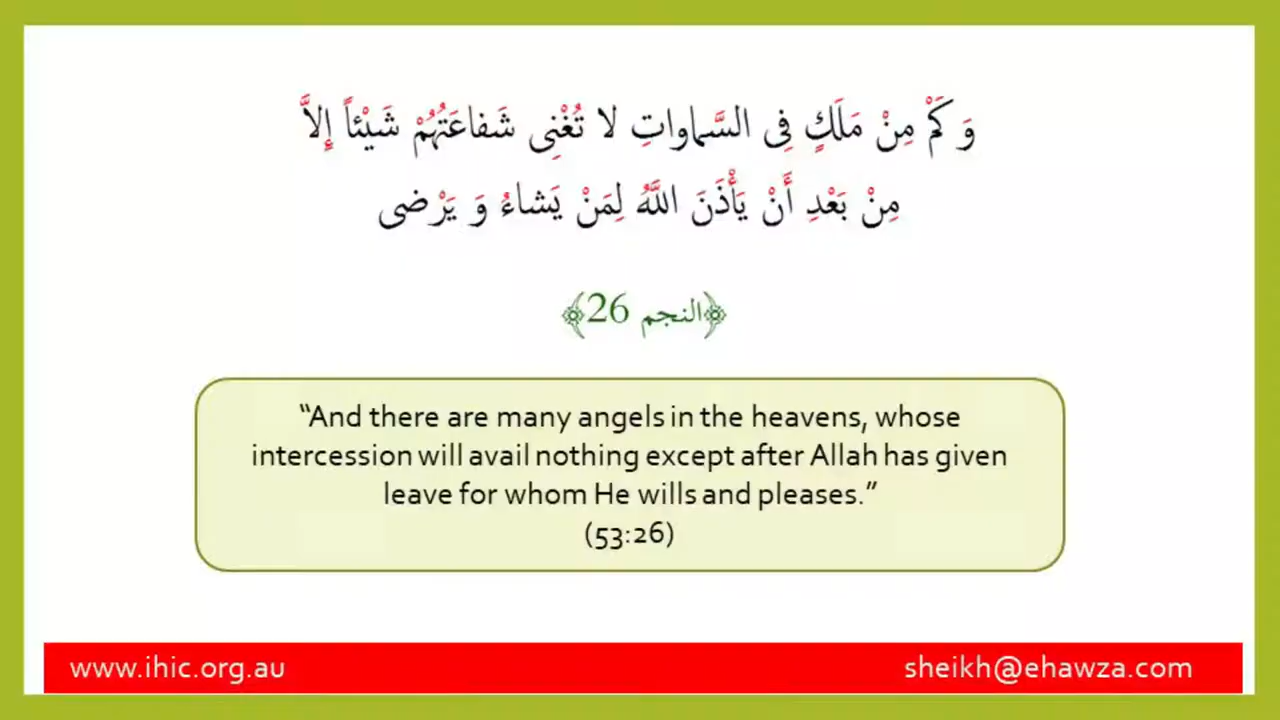 وَ كَمْ مِنْ مَلَكٍ فِى السَّماواتِ لا تُغْنِى شَفاعَتُهُمْ شَيْئاً إِلاَّ
مِنْ بَعْدِ أَنْ يَأْذَنَ اللَّهُ لِمَنْ يَشاءُ وَ يَرْضى
﴿النجم 26﴾
“And there are many angels in the heavens, whose
intercession will avail nothing except after Allah has given
leave for whom He wills and pleases.”
(53:26)
www.ihic.org.au
sheikh@ehawza.com